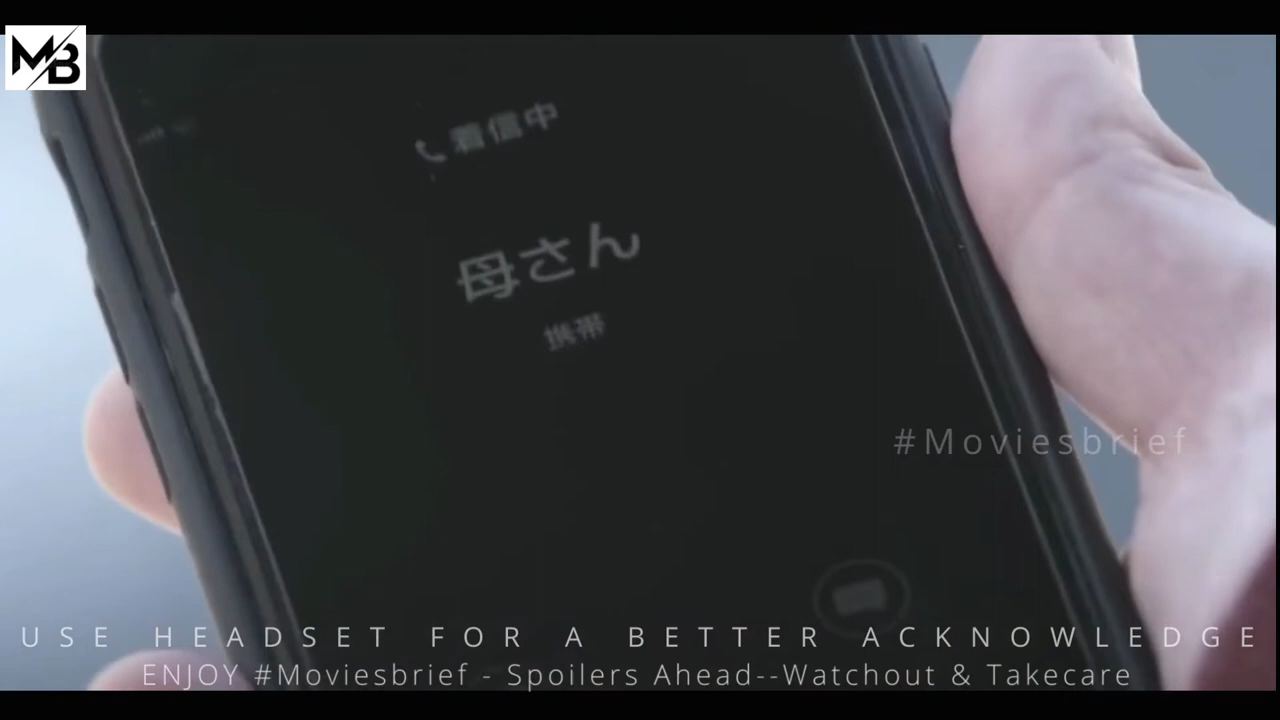 MB
着信中
母さん
携帯
#Moviesbrief
USE HEADSET FOR A BETTER ACKNOWLEDGE
ENJOY #Moviesbrief - Spoilers Ahead--Watchout & Takecare